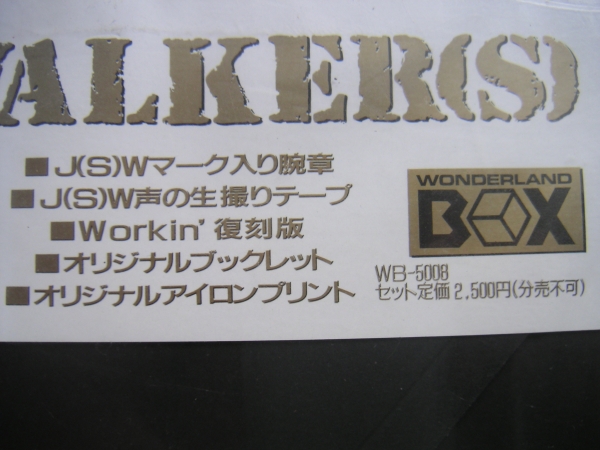 WALKER(S)
■J(S)Wマーク入り腕章
■J(S)W声の生撮りテープ
■Workin' 復刻版
■オリジナルブックレット
■オリジナルアイロンプリント
WONDERLAND
BOX
WB-5008
セット定価2,500円(分売不可)